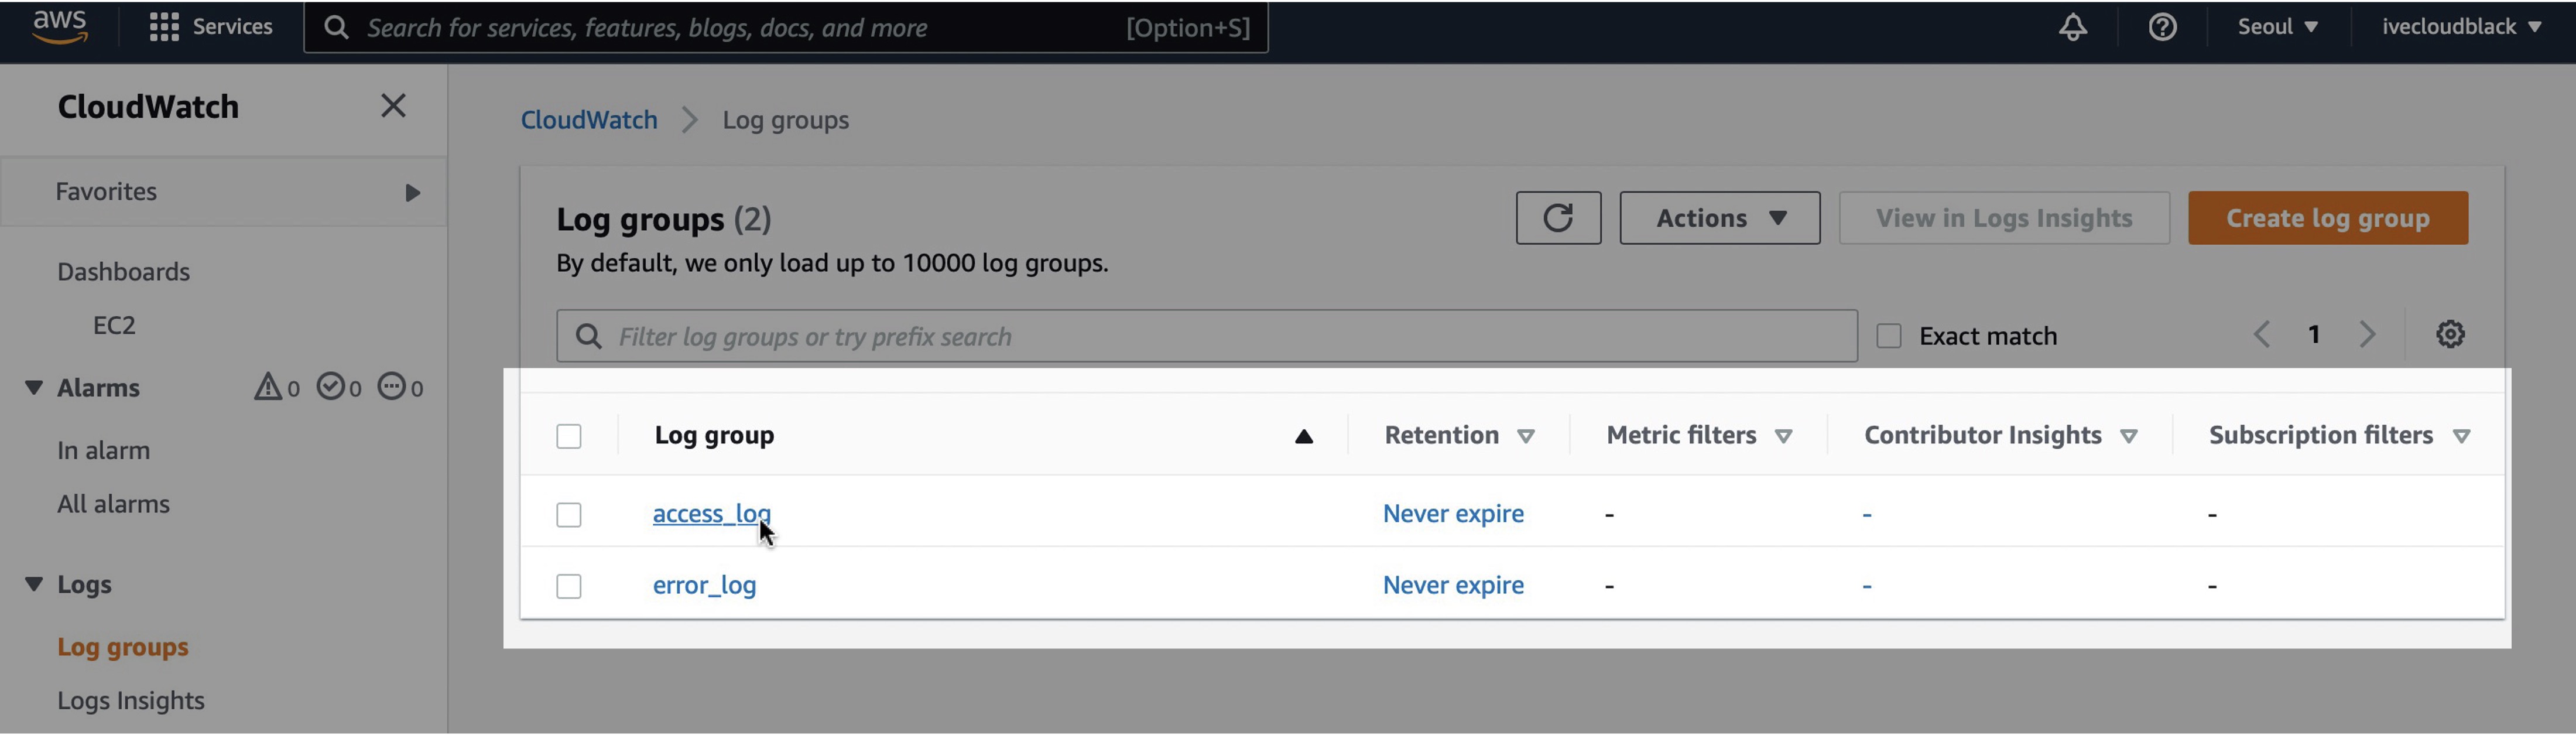 aws Services Search for services, features, blogs, docs, and more [Option+S] Seoul ivecloudblack
CloudWatch
Favorites
Dashboards
EC2
Alarms 0 0 0
In alarm
All alarms
Logs
Log groups
Logs Insights
CloudWatch Log groups
Log groups (2) Actions View in Logs Insights Create log group
By default, we only load up to 10000 log groups.
Filter log groups or try prefix search Exact match 1
Log group Retention Metric filters Contributor Insights Subscription filters
access_log Never expire - - -
error_log Never expire - - -